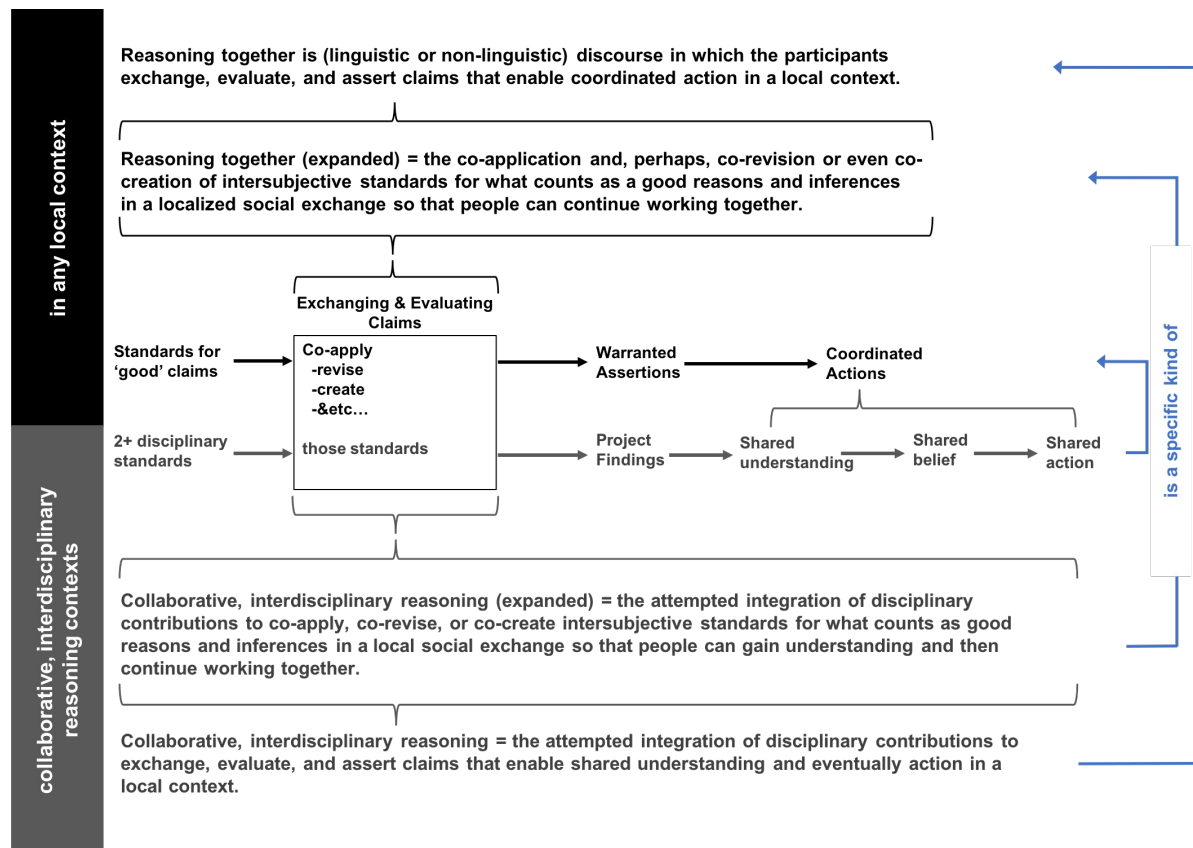 in any local context
Reasoning together is (linguistic or non-linguistic) discourse in which the participants
exchange, evaluate, and assert claims that enable coordinated action in a local context.
Reasoning together (expanded) = the co-application and, perhaps, co-revision or even co-
creation of intersubjective standards for what counts as a good reasons and inferences
in a localized social exchange so that people can continue working together.
Exchanging & Evaluating
Claims
Standards for
‘good’ claims
Co-apply
-revise
-create
-&etc…
Warranted
Assertions
Coordinated
Actions
is a specific kind of
collaborative, interdisciplinary
reasoning contexts
2+ disciplinary
standards
those standards
Project
Findings
Shared
understanding
Shared
belief
Shared
action
Collaborative, interdisciplinary reasoning (expanded) = the attempted integration of disciplinary
contributions to co-apply, co-revise, or co-create intersubjective standards for what counts as good
reasons and inferences in a local social exchange so that people can gain understanding and then
continue working together.
Collaborative, interdisciplinary reasoning = the attempted integration of disciplinary contributions to
exchange, evaluate, and assert claims that enable shared understanding and eventually action in a
local context.